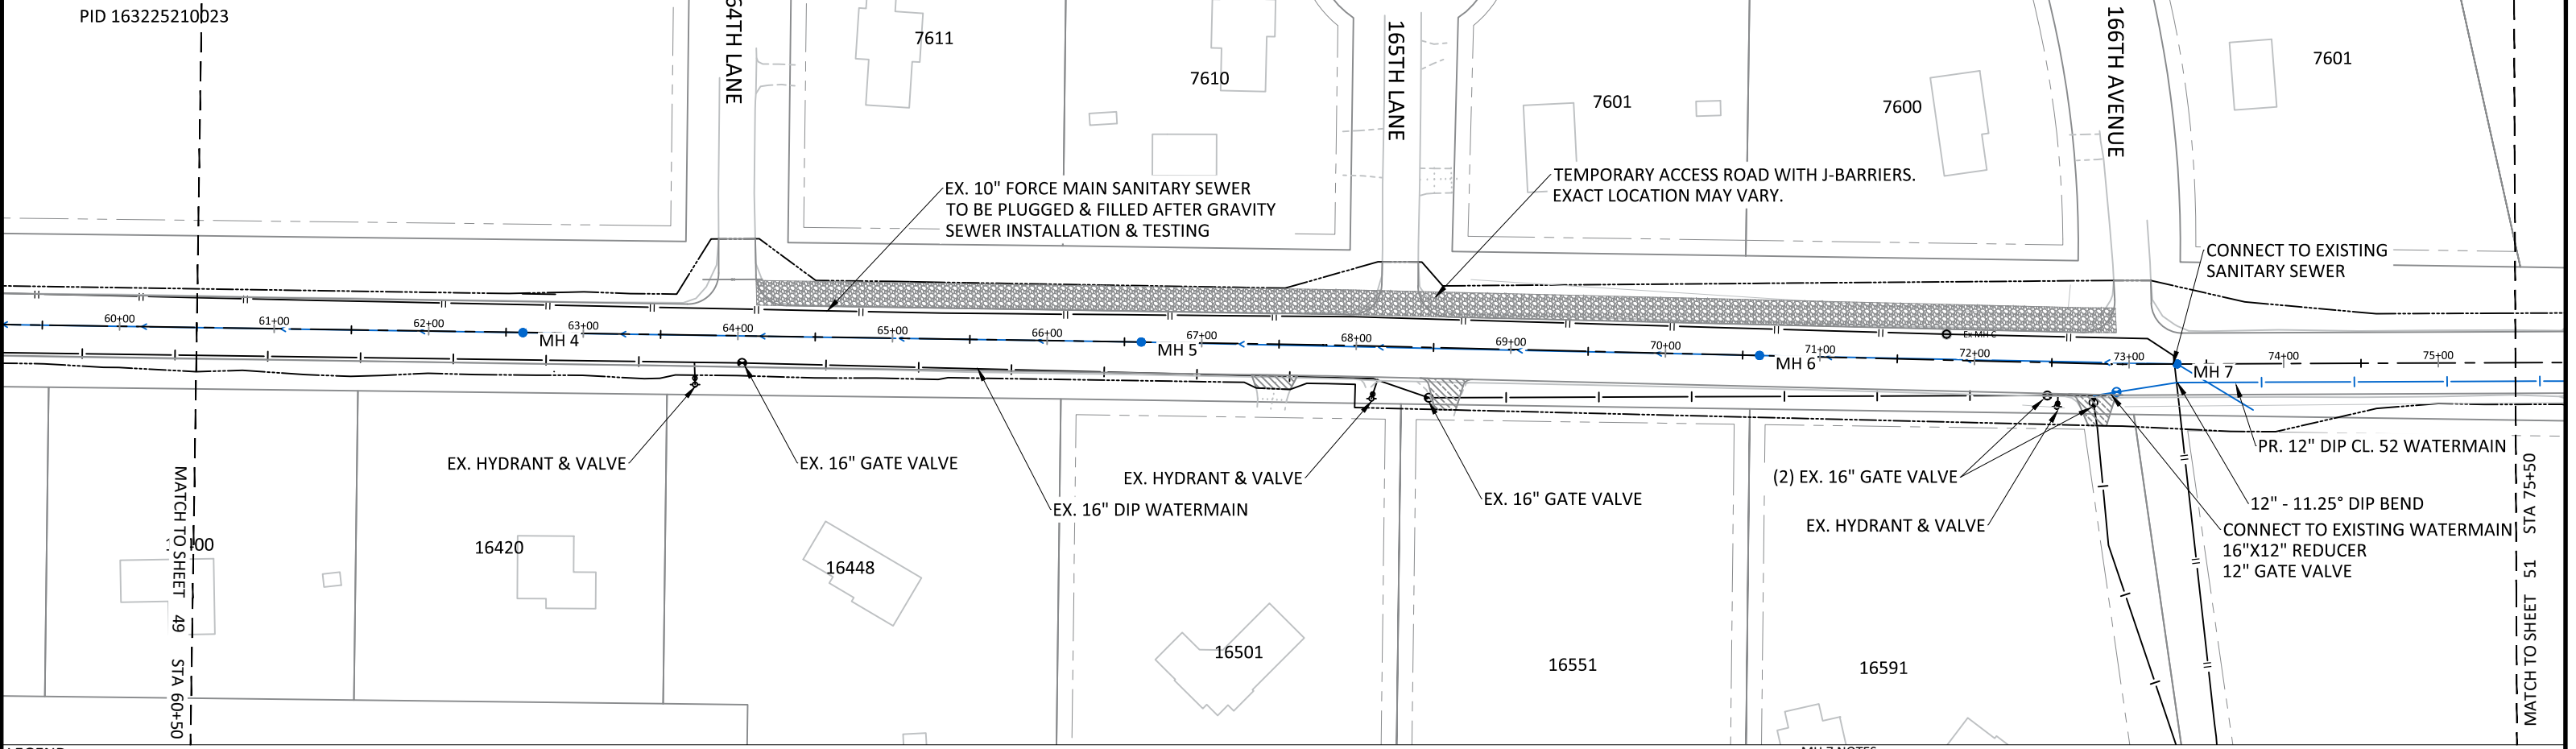 PID 163225210023
64TH LANE
7611
7610
165TH LANE
7601
7600
166TH AVENUE
7601
EX. 10" FORCE MAIN SANITARY SEWER
TO BE PLUGGED & FILLED AFTER GRAVITY
SEWER INSTALLATION & TESTING
TEMPORARY ACCESS ROAD WITH J-BARRIERS.
EXACT LOCATION MAY VARY.
CONNECT TO EXISTING
SANITARY SEWER
60+00
61+00
62+00
63+00
64+00
65+00
66+00
67+00
68+00
69+00
70+00
71+00
72+00
73+00
74+00
75+00
MH 4
MH 5
MH 6
Ex MH C
MH 7
EX. HYDRANT & VALVE
EX. 16" GATE VALVE
EX. 16" DIP WATERMAIN
EX. HYDRANT & VALVE
EX. 16" GATE VALVE
(2) EX. 16" GATE VALVE
EX. HYDRANT & VALVE
PR. 12" DIP CL. 52 WATERMAIN
12" - 11.25° DIP BEND
CONNECT TO EXISTING WATERMAIN
16"X12" REDUCER
12" GATE VALVE
MATCH TO SHEET 49 STA 60+50
16420
16448
16501
16551
16591
MATCH TO SHEET 51 STA 75+50